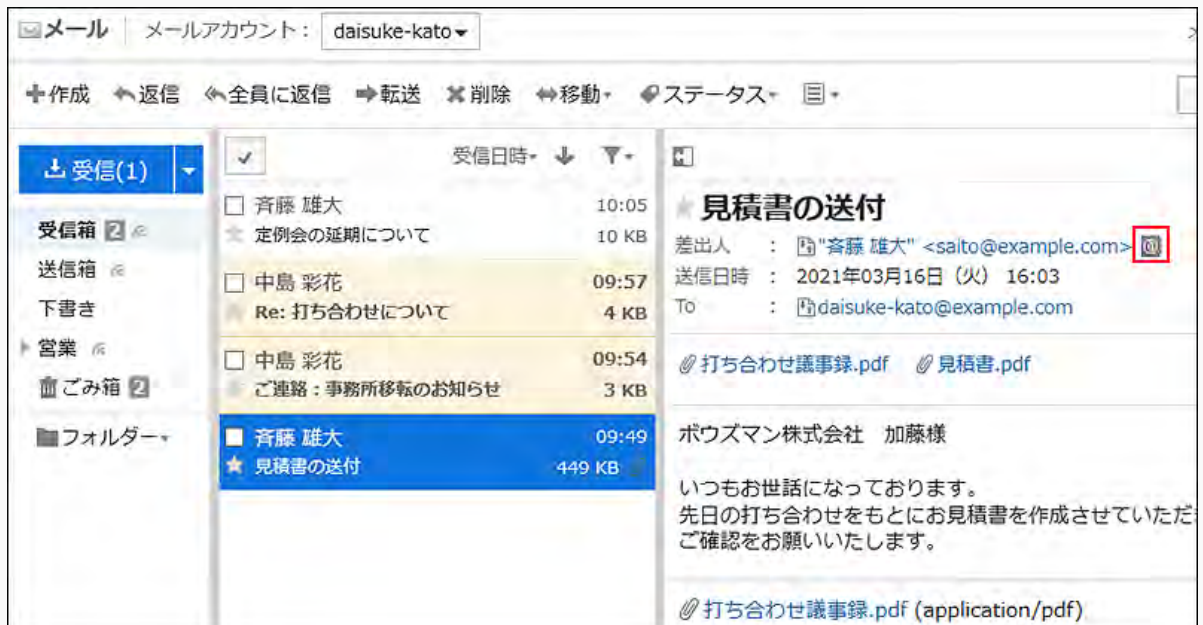 メール メールアカウント： daisuke-kato
作成 返信 全員に返信 転送 削除 移動 ステータス
受信(1)
受信箱 2
送信箱
下書き
営業
ごみ箱 2
フォルダー
受信日時
斉藤 雄大 10:05
定例会の延期について 10 KB
中島 彩花 09:57
Re: 打ち合わせについて 4 KB
中島 彩花 09:54
ご連絡：事務所移転のお知らせ 3 KB
斉藤 雄大 09:49
見積書の送付 449 KB
見積書の送付
差出人 ： "斉藤 雄大" <saito@example.com>
送信日時 ： 2021年03月16日（火） 16:03
To ： daisuke-kato@example.com
打ち合わせ議事録.pdf 見積書.pdf
ボウズマン株式会社 加藤様
いつもお世話になっております。
先日の打ち合わせをもとにお見積書を作成させていただ
ご確認をお願いいたします。
打ち合わせ議事録.pdf (application/pdf)